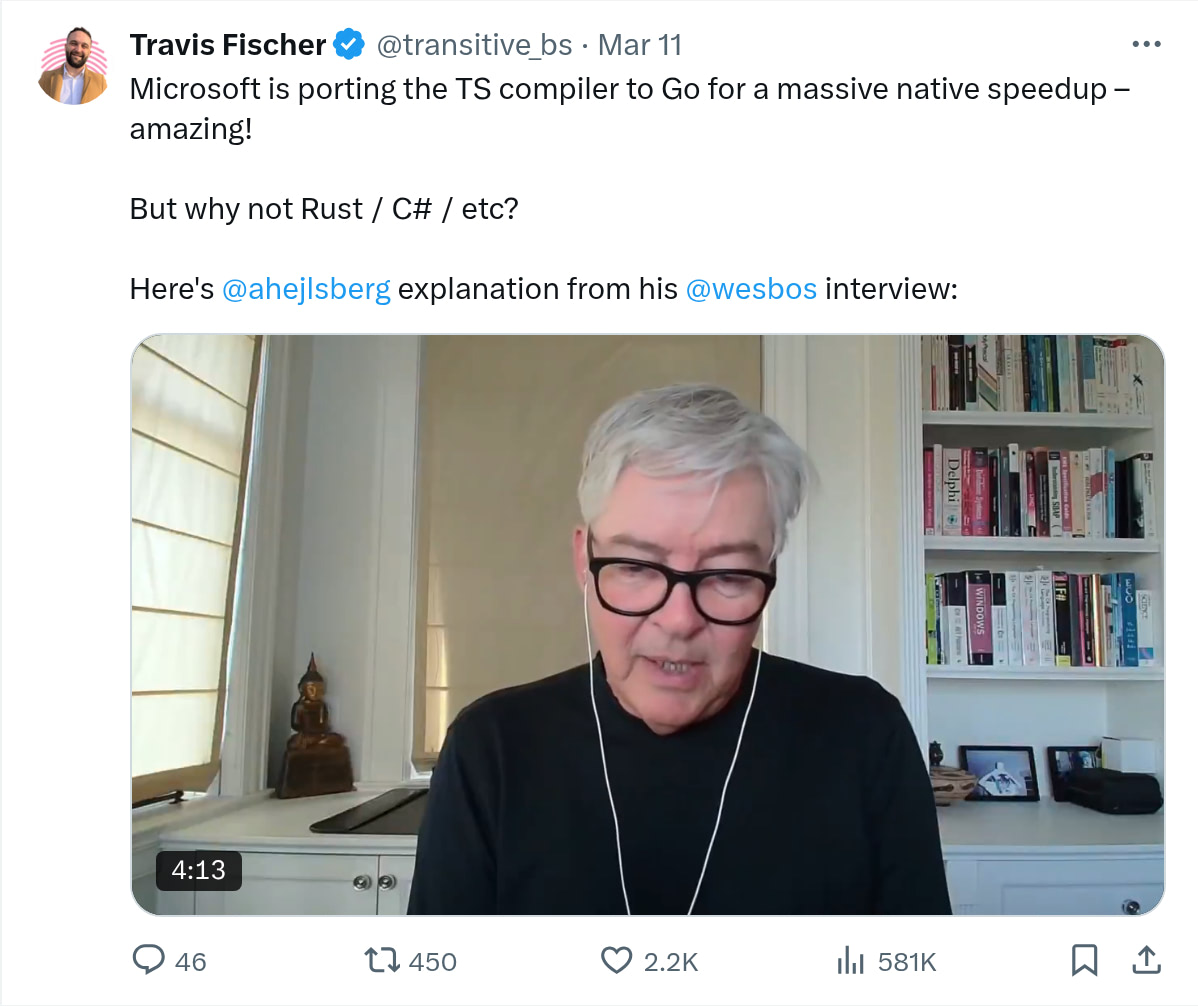 Travis Fischer @transitive_bs · Mar 11
Microsoft is porting the TS compiler to Go for a massive native speedup –
amazing!
But why not Rust / C# / etc?
Here's @ahejlsberg explanation from his @wesbos interview:
Delphi
WINDOWS
F#
ECO
4:13
46 450 2.2K 581K